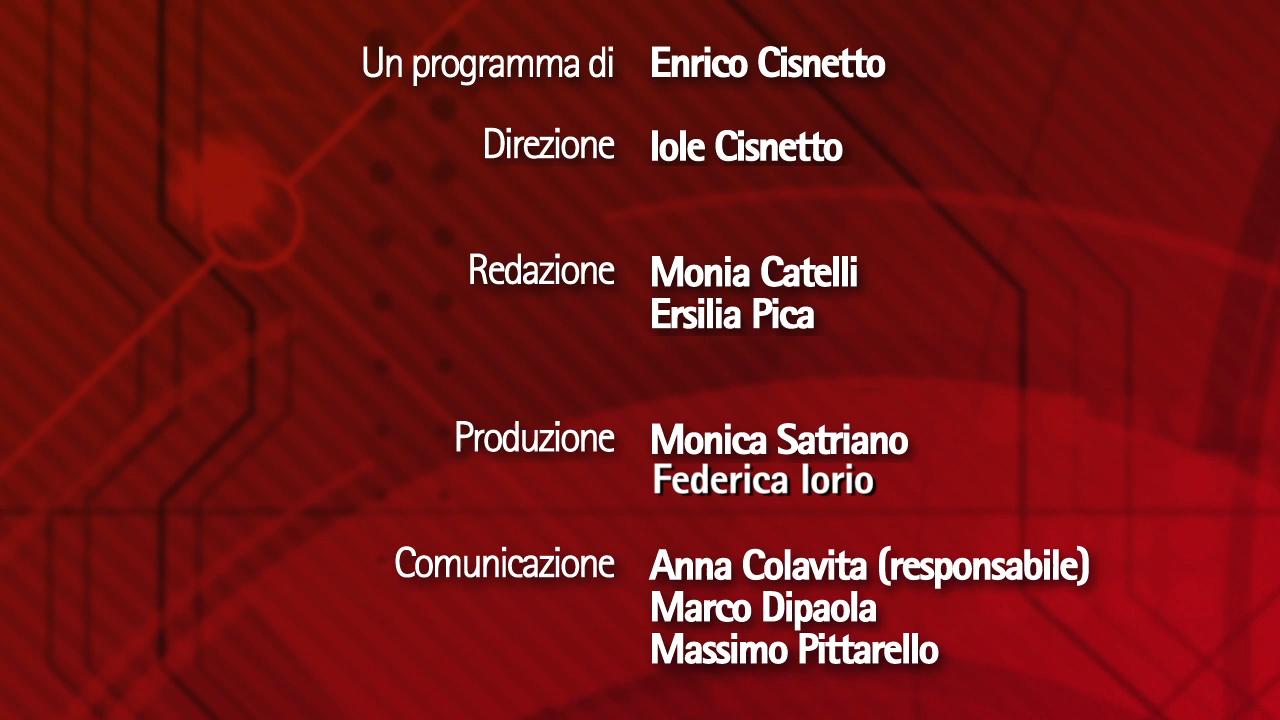 Un programma di Enrico Cisnetto
Direzione Iole Cisnetto
Redazione Monia Catelli
Ersilia Pica
Produzione Monica Satriano
Federica Iorio
Comunicazione Anna Colavita (responsabile)
Marco Dipaola
Massimo Pittarello